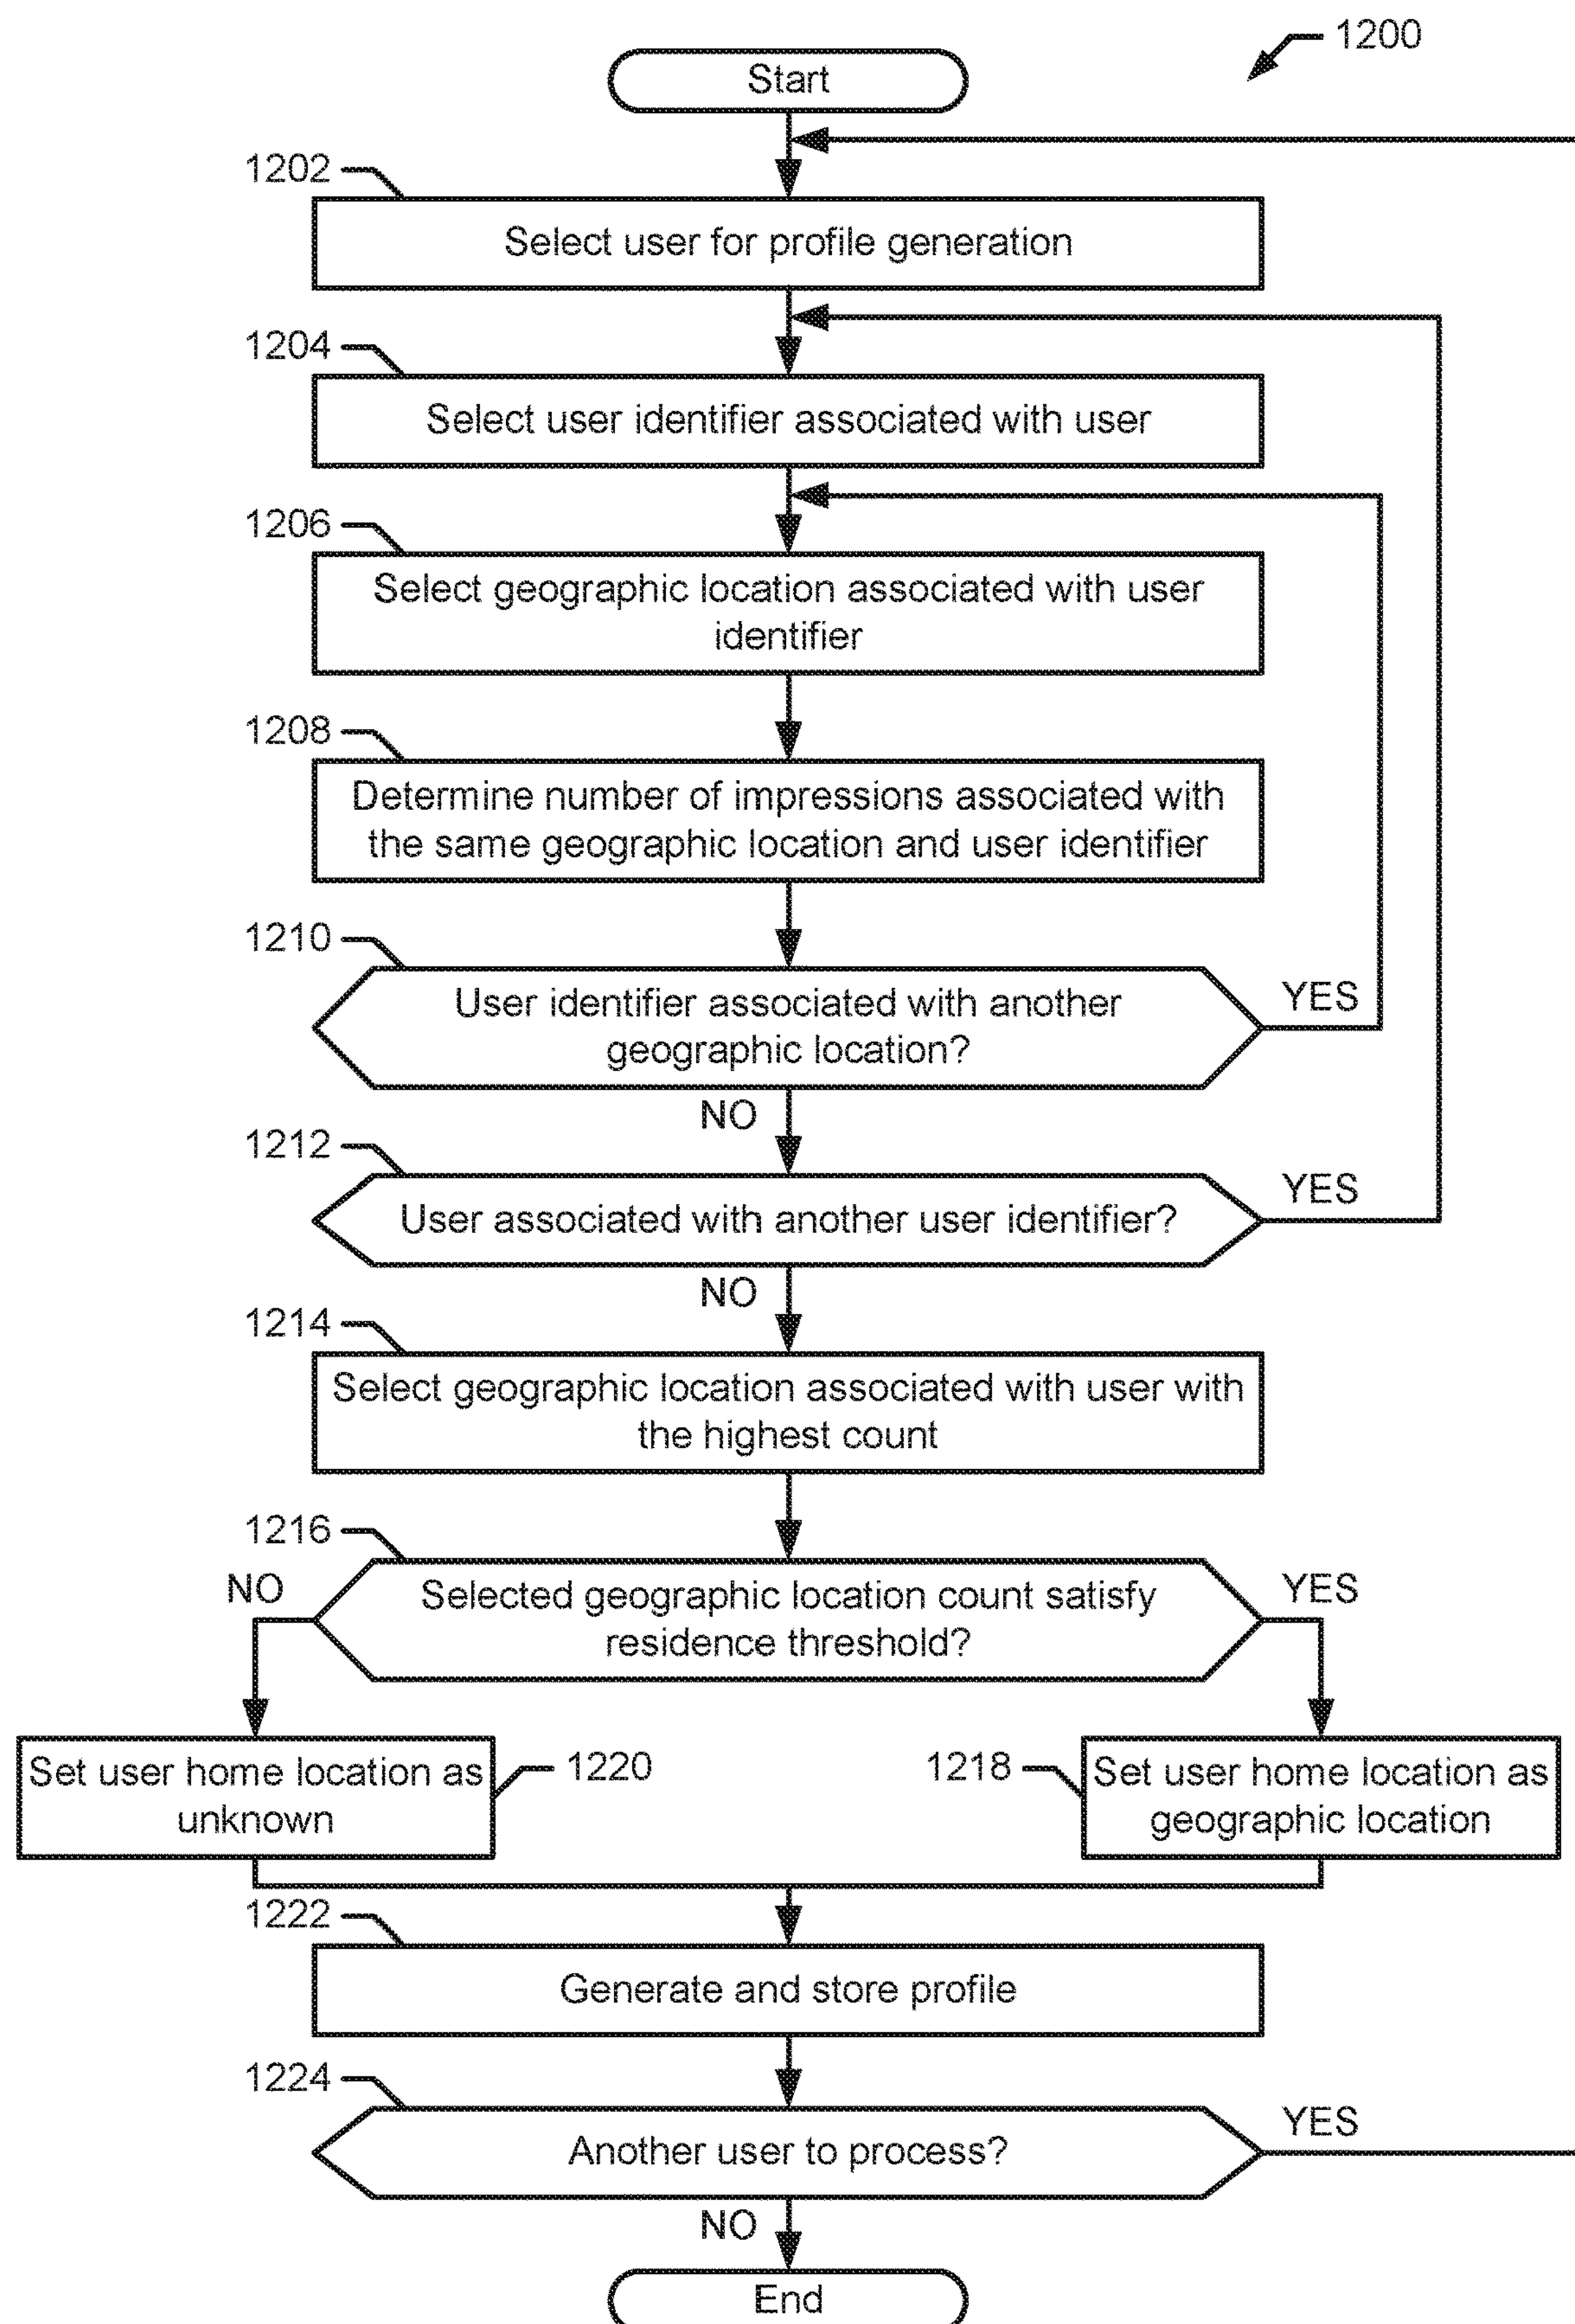 1200
Start
1202
Select user for profile generation
1204
Select user identifier associated with user
1206
Select geographic location associated with user
identifier
1208
Determine number of impressions associated with
the same geographic location and user identifier
1210
User identifier associated with another
geographic location?
YES
NO
1212
User associated with another user identifier?
YES
NO
1214
Select geographic location associated with user with
the highest count
1216
NO
Selected geographic location count satisfy
residence threshold?
YES
Set user home location as
unknown
1220
1218
Set user home location as
geographic location
1222
Generate and store profile
1224
Another user to process?
YES
NO
End